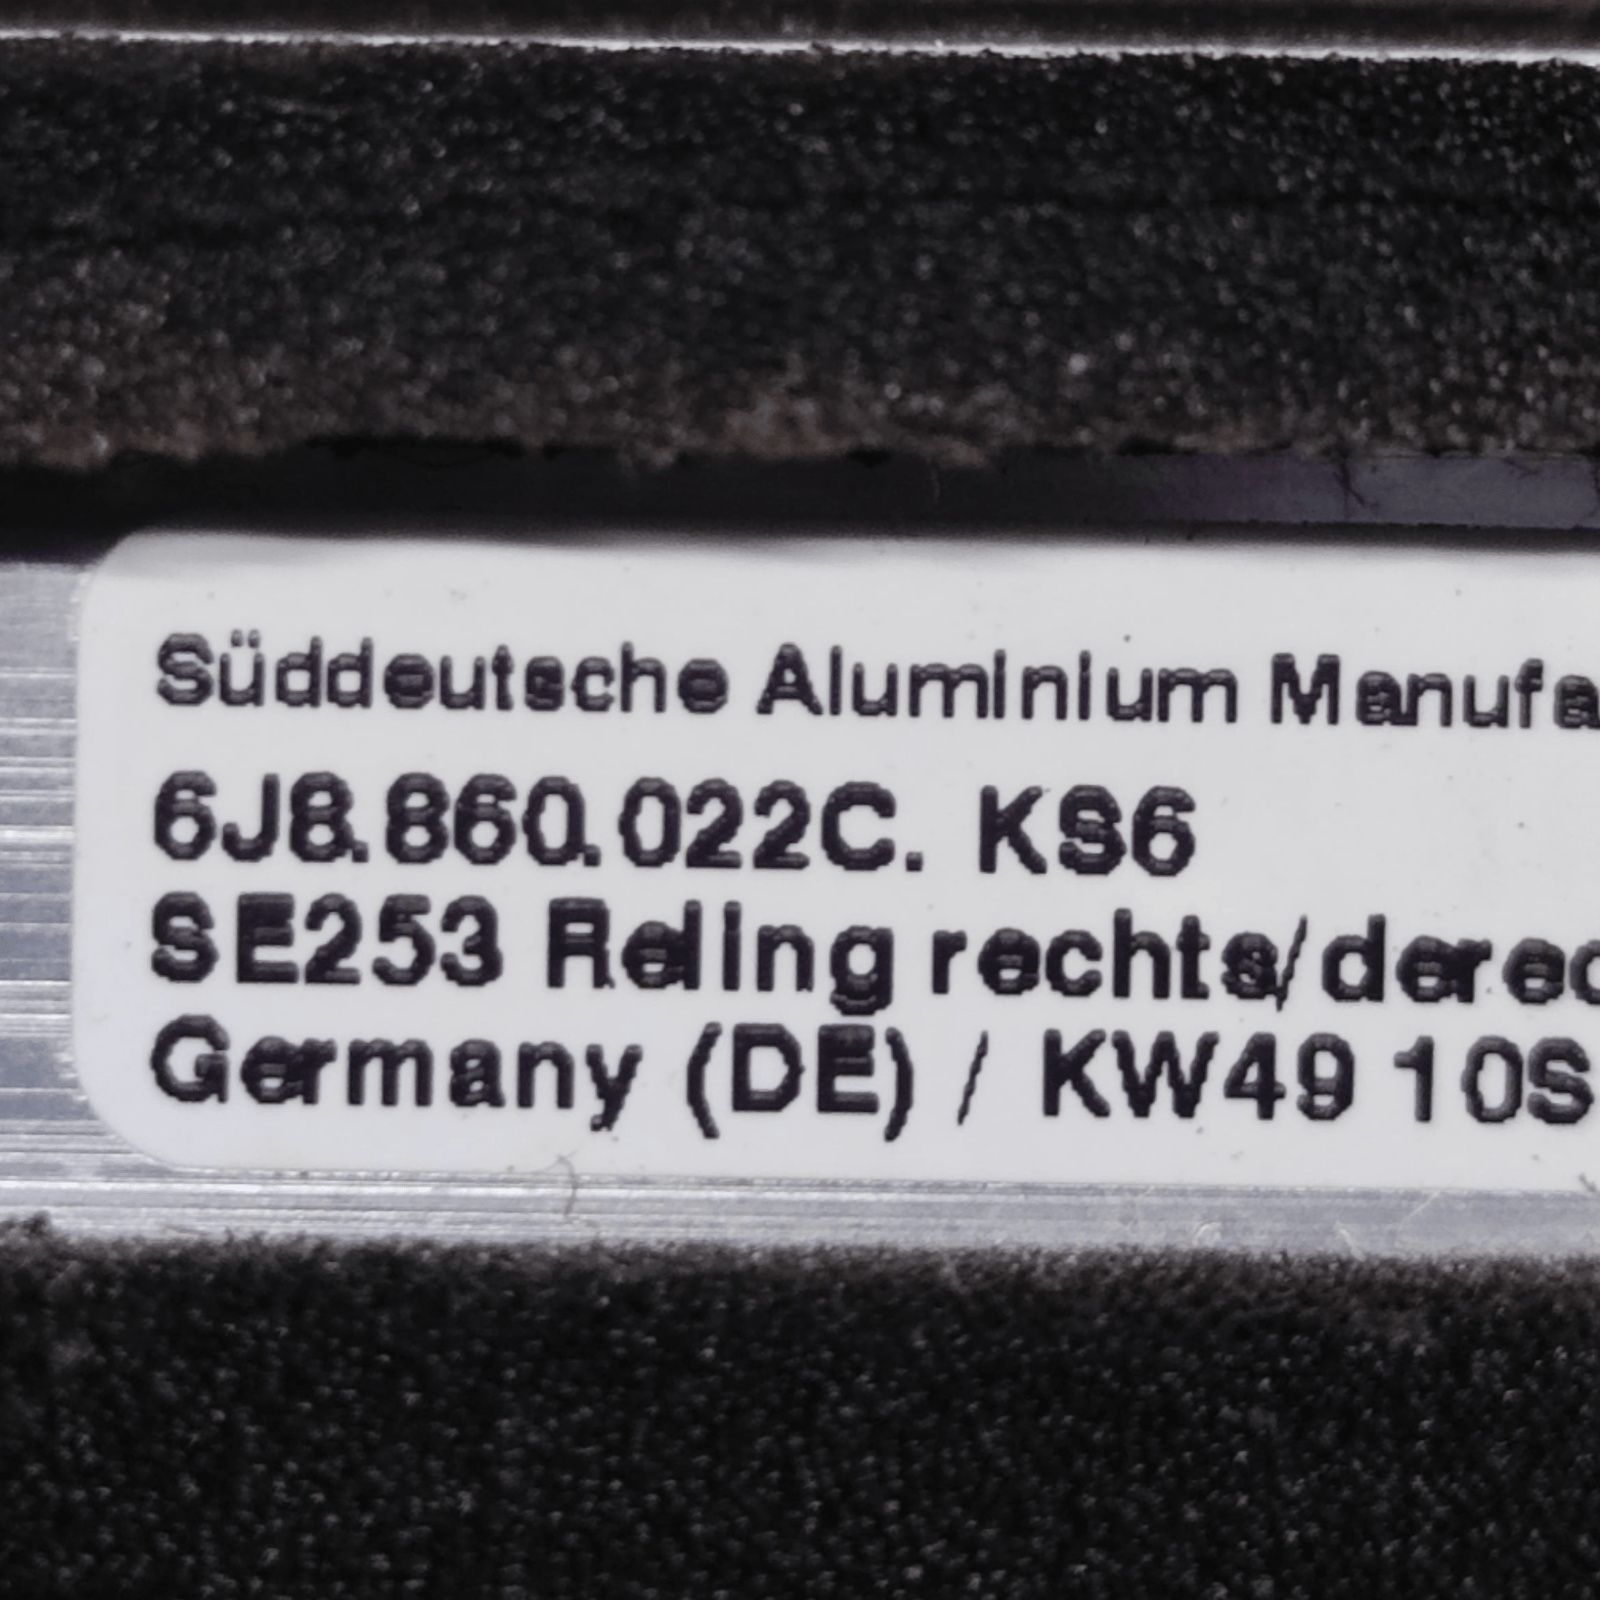 Süddeutsche Aluminium Manufa
6J8.860.022C. KS6
SE253 Reling rechts/derec
Germany (DE) / KW49 10S